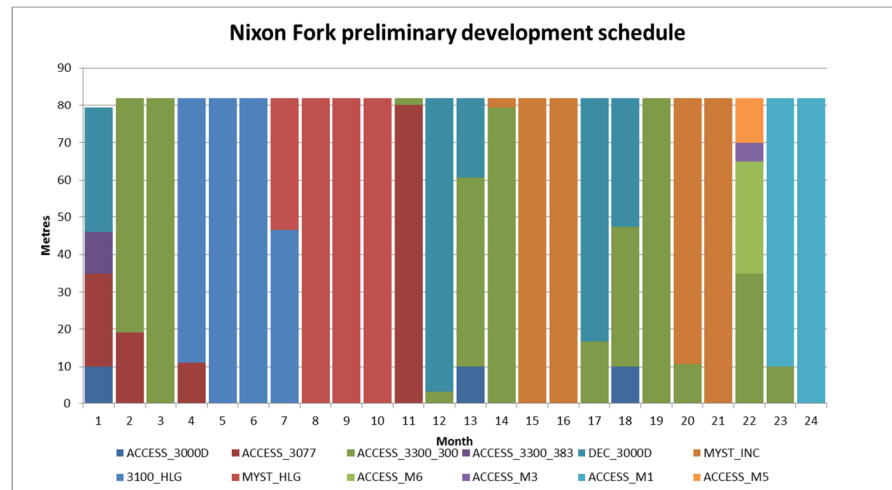 Nixon Fork preliminary development schedule
90
80
70
60
50
40
30
20
10
0
Metres
1 2 3 4 5 6 7 8 9 10 11 12 13 14 15 16 17 18 19 20 21 22 23 24
Month
ACCESS_3000D ACCESS_3077 ACCESS_3300_300 ACCESS_3300_383 DEC_3000D MYST_INC
3100_HLG MYST_HLG ACCESS_M6 ACCESS_M3 ACCESS_M1 ACCESS_M5